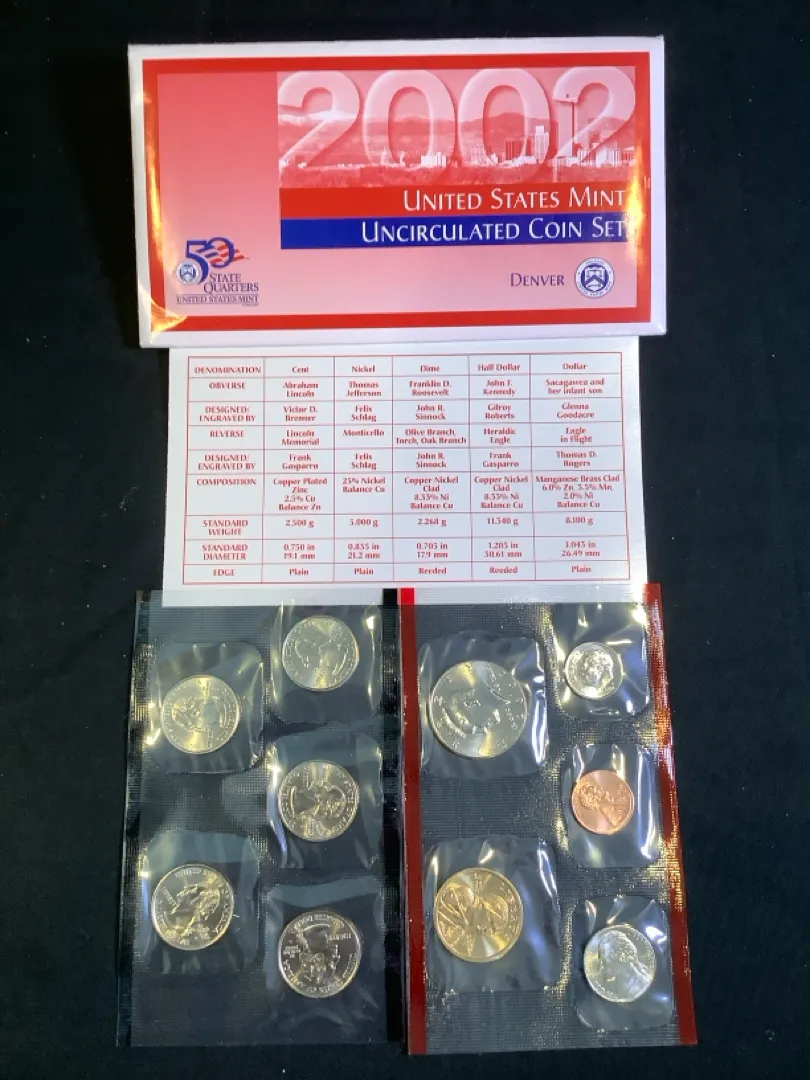 2002
UNITED STATES MINT
UNCIRCULATED COIN SET
50
STATE
QUARTERS
UNITED STATES MINT
DENVER
DENOMINATION Cent Nickel Dime Half Dollar Dollar
OBVERSE Abraham Thomas Franklin D. John F. Sacagawea and
Lincoln Jefferson Roosevelt Kennedy her infant son
DESIGNED/ Victor D. Felix John R. Gilroy Glenna
ENGRAVED BY Brenner Schlag Sinnock Roberts Goodacre
REVERSE Lincoln Monticello Olive Branch, Heraldic Eagle
Memorial Torch, Oak Branch Eagle in Flight
DESIGNED/ Frank Felix John R. Frank Thomas D.
ENGRAVED BY Gasparro Schlag Sinnock Gasparro Rogers
COMPOSITION Copper Plated 25% Nickel Copper Nickel Copper Nickel Manganese Brass Clad
Zinc Balance Cu Clad Clad 6.0% Zn, 3.5% Mn,
2.5% Cu 8.33% Ni 8.33% Ni 2.0% Ni
Balance Zn Balance Cu Balance Cu Balance Cu
STANDARD 2.500 g 5.000 g 2.268 g 11.340 g 8.100 g
WEIGHT
STANDARD 0.750 in 0.835 in 0.705 in 1.205 in 1.043 in
DIAMETER 19.1 mm 21.2 mm 17.9 mm 30.61 mm 26.49 mm
EDGE Plain Plain Reeded Reeded Plain